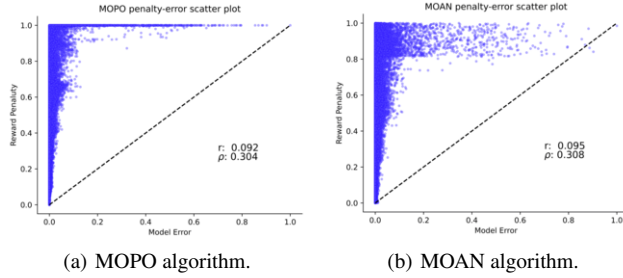 MOPO penalty-error scatter plot
1.0
0.8
0.6
0.4
0.2
0.0
Reward Penaluty
r: 0.092
ρ: 0.304
0.0 0.2 0.4 0.6 0.8 1.0
Model Error
(a) MOPO algorithm.
MOAN penalty-error scatter plot
1.0
0.8
0.6
0.4
0.2
0.0
Reward Penalty
r: 0.095
ρ: 0.308
0.0 0.2 0.4 0.6 0.8 1.0
Model Error
(b) MOAN algorithm.